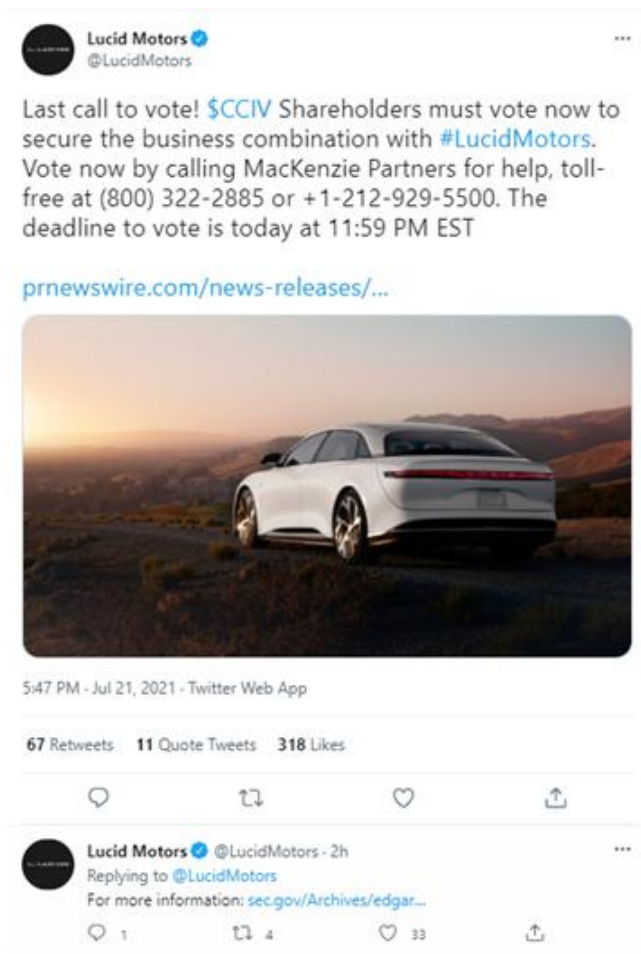 Lucid Motors
@LucidMotors
Last call to vote! $CCIV Shareholders must vote now to
secure the business combination with #LucidMotors.
Vote now by calling MacKenzie Partners for help, toll-
free at (800) 322-2885 or +1-212-929-5500. The
deadline to vote is today at 11:59 PM EST
prnewswire.com/news-releases/...
5:47 PM · Jul 21, 2021 · Twitter Web App
67 Retweets 11 Quote Tweets 318 Likes
Lucid Motors @LucidMotors · 2h
Replying to @LucidMotors
For more information: sec.gov/Archives/edgar...
1 4 33